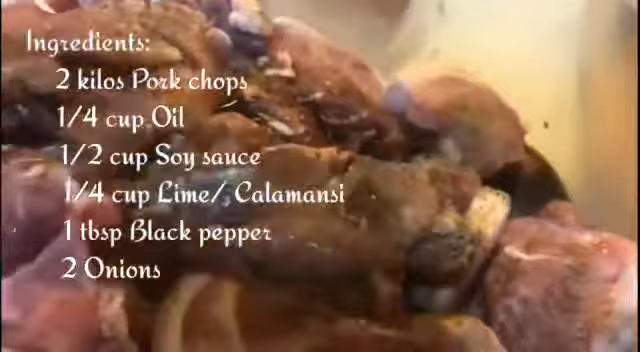 Ingredients:
2 kilos Pork chops
1/4 cup Oil
1/2 cup Soy sauce
1/4 cup Lime/ Calamansi
1 tbsp Black pepper
2 Onions